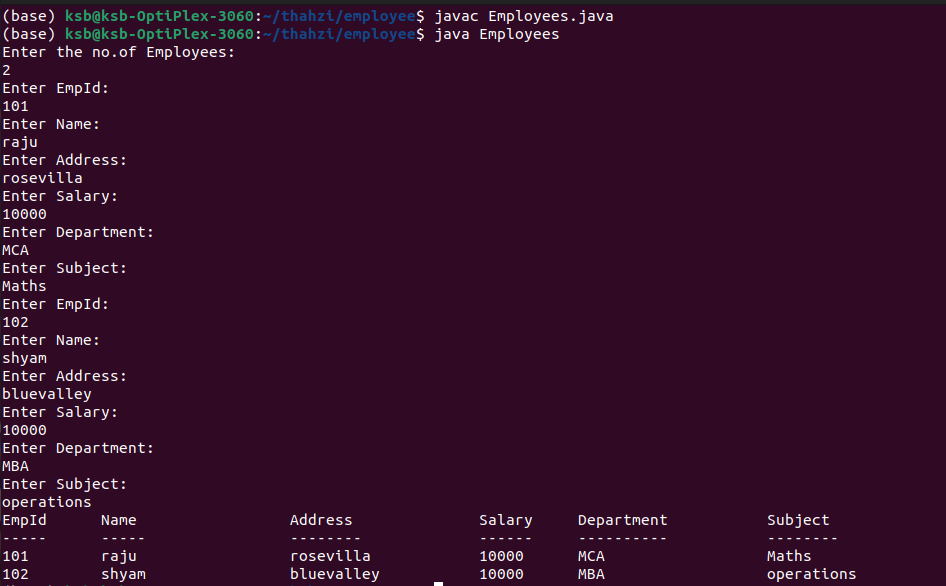 (base) ksb@ksb-OptiPlex-3060:~/thahzi/employee$ javac Employees.java
(base) ksb@ksb-OptiPlex-3060:~/thahzi/employee$ java Employees
Enter the no.of Employees:
2
Enter EmpId:
101
Enter Name:
raju
Enter Address:
rosevilla
Enter Salary:
10000
Enter Department:
MCA
Enter Subject:
Maths
Enter EmpId:
102
Enter Name:
shyam
Enter Address:
bluevalley
Enter Salary:
10000
Enter Department:
MBA
Enter Subject:
operations
EmpId      Name                 Address              Salary     Department           Subject
-----      -----                --------             ------     ----------           --------
101        raju                 rosevilla            10000      MCA                  Maths
102        shyam                bluevalley           10000      MBA                  operations